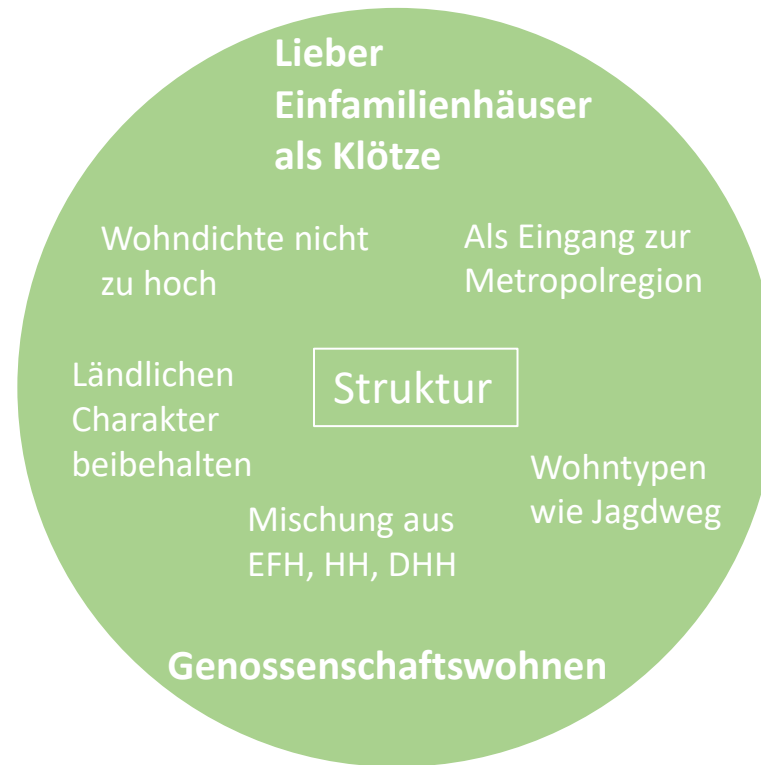 Lieber
Einfamilienhäuser
als Klötze
Wohndichte nicht
zu hoch
Als Eingang zur
Metropolregion
Ländlichen
Charakter
beibehalten
Struktur
Wohntypen
wie Jagdweg
Mischung aus
EFH, HH, DHH
Genossenschaftswohnen